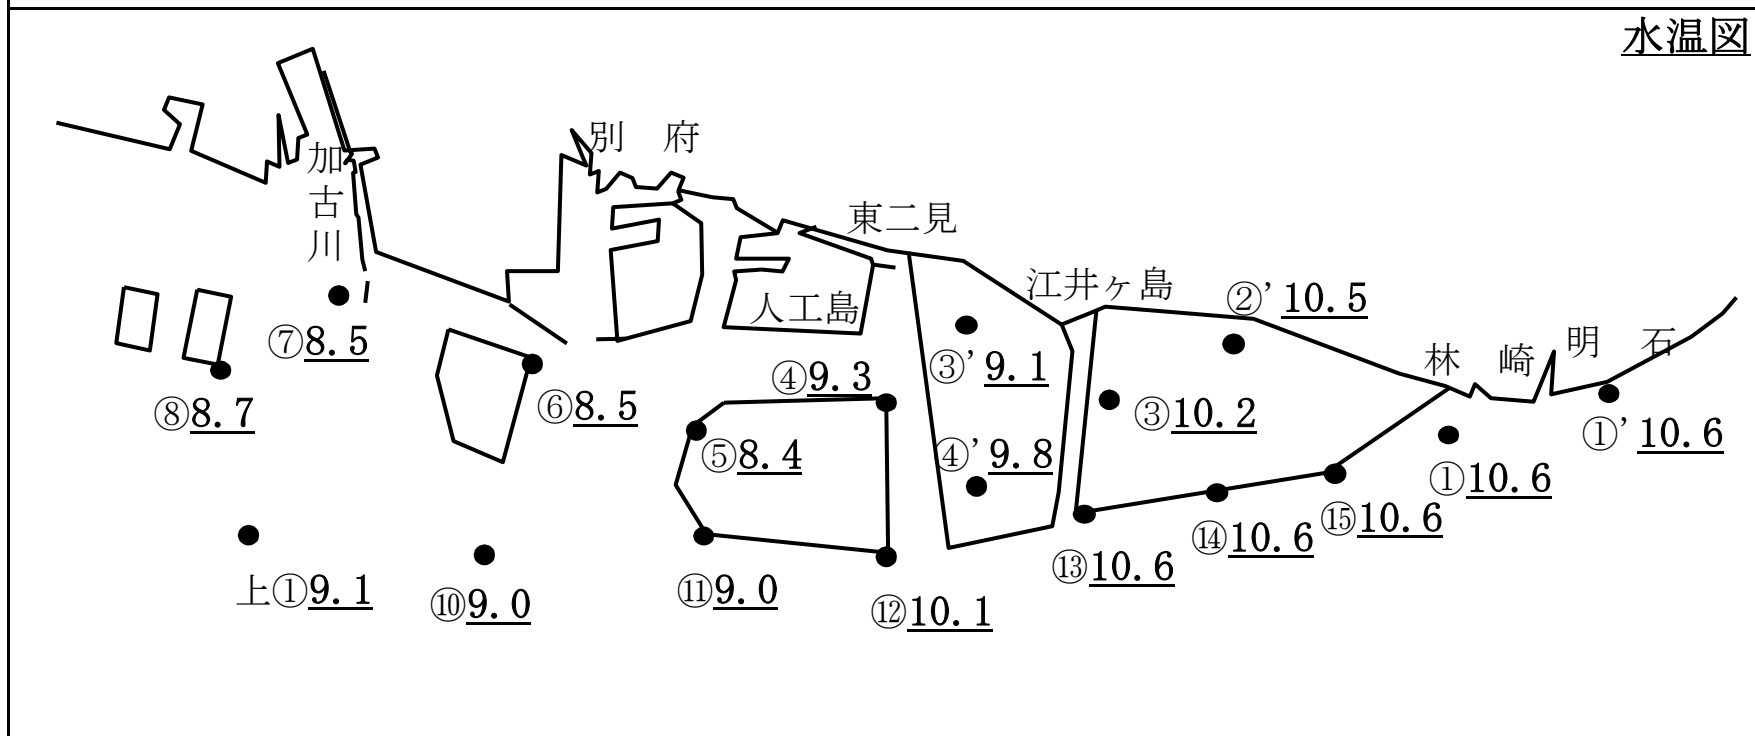 水温図
別 府
加古川
東二見
江井ヶ島
②' 10.5
人工島
⑦8.5
③' 9.1
林 崎
明 石
④9.3
⑧8.7
⑥8.5
③10.2
①' 10.6
⑤8.4
④' 9.8
①10.6
⑮10.6
⑭10.6
⑬10.6
上①9.1
⑩9.0
⑪9.0
⑫10.1